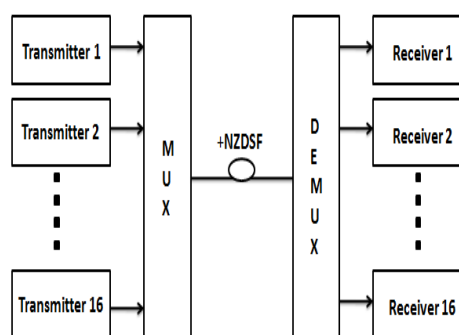 Transmitter 1
Transmitter 2
Transmitter 16
M
U
X
+NZDSF
D
E
M
U
X
Receiver 1
Receiver 2
Receiver 16